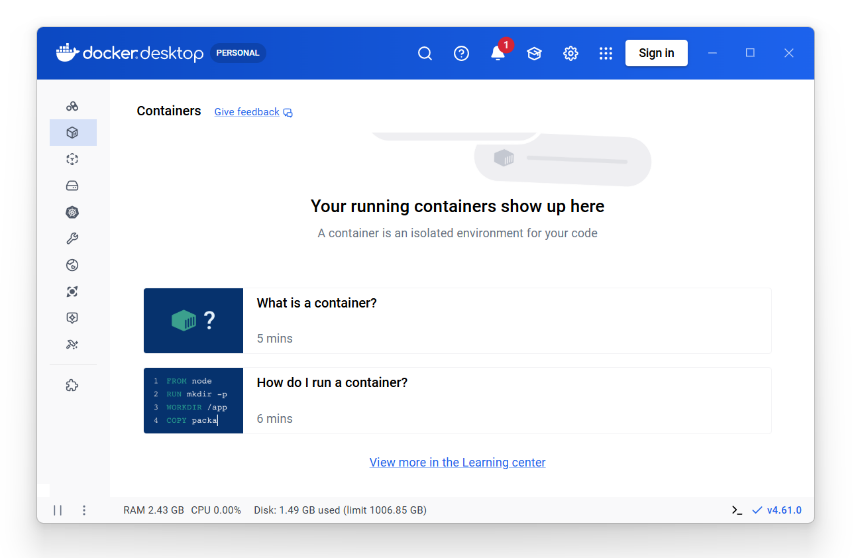 docker.desktop PERSONAL 1 Sign in
Containers Give feedback
Your running containers show up here
A container is an isolated environment for your code
?
What is a container?
5 mins
1 FROM node
2 RUN mkdir -p
3 WORKDIR /app
4 COPY packa
How do I run a container?
6 mins
View more in the Learning center
RAM 2.43 GB CPU 0.00% Disk: 1.49 GB used (limit 1006.85 GB) >_ v4.61.0